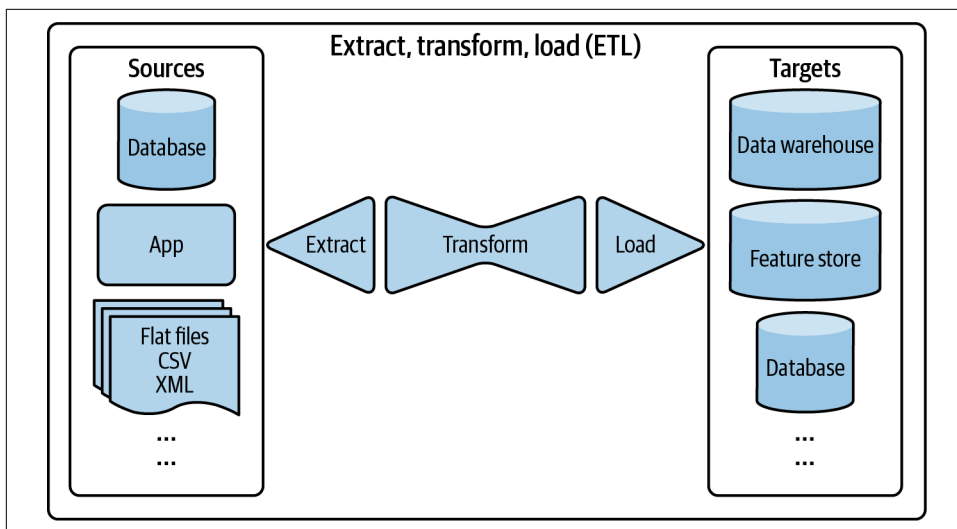 Extract, transform, load (ETL)
Sources
Database
App
Flat files
CSV
XML
...
...
Extract
Transform
Load
Targets
Data warehouse
Feature store
Database
...
...